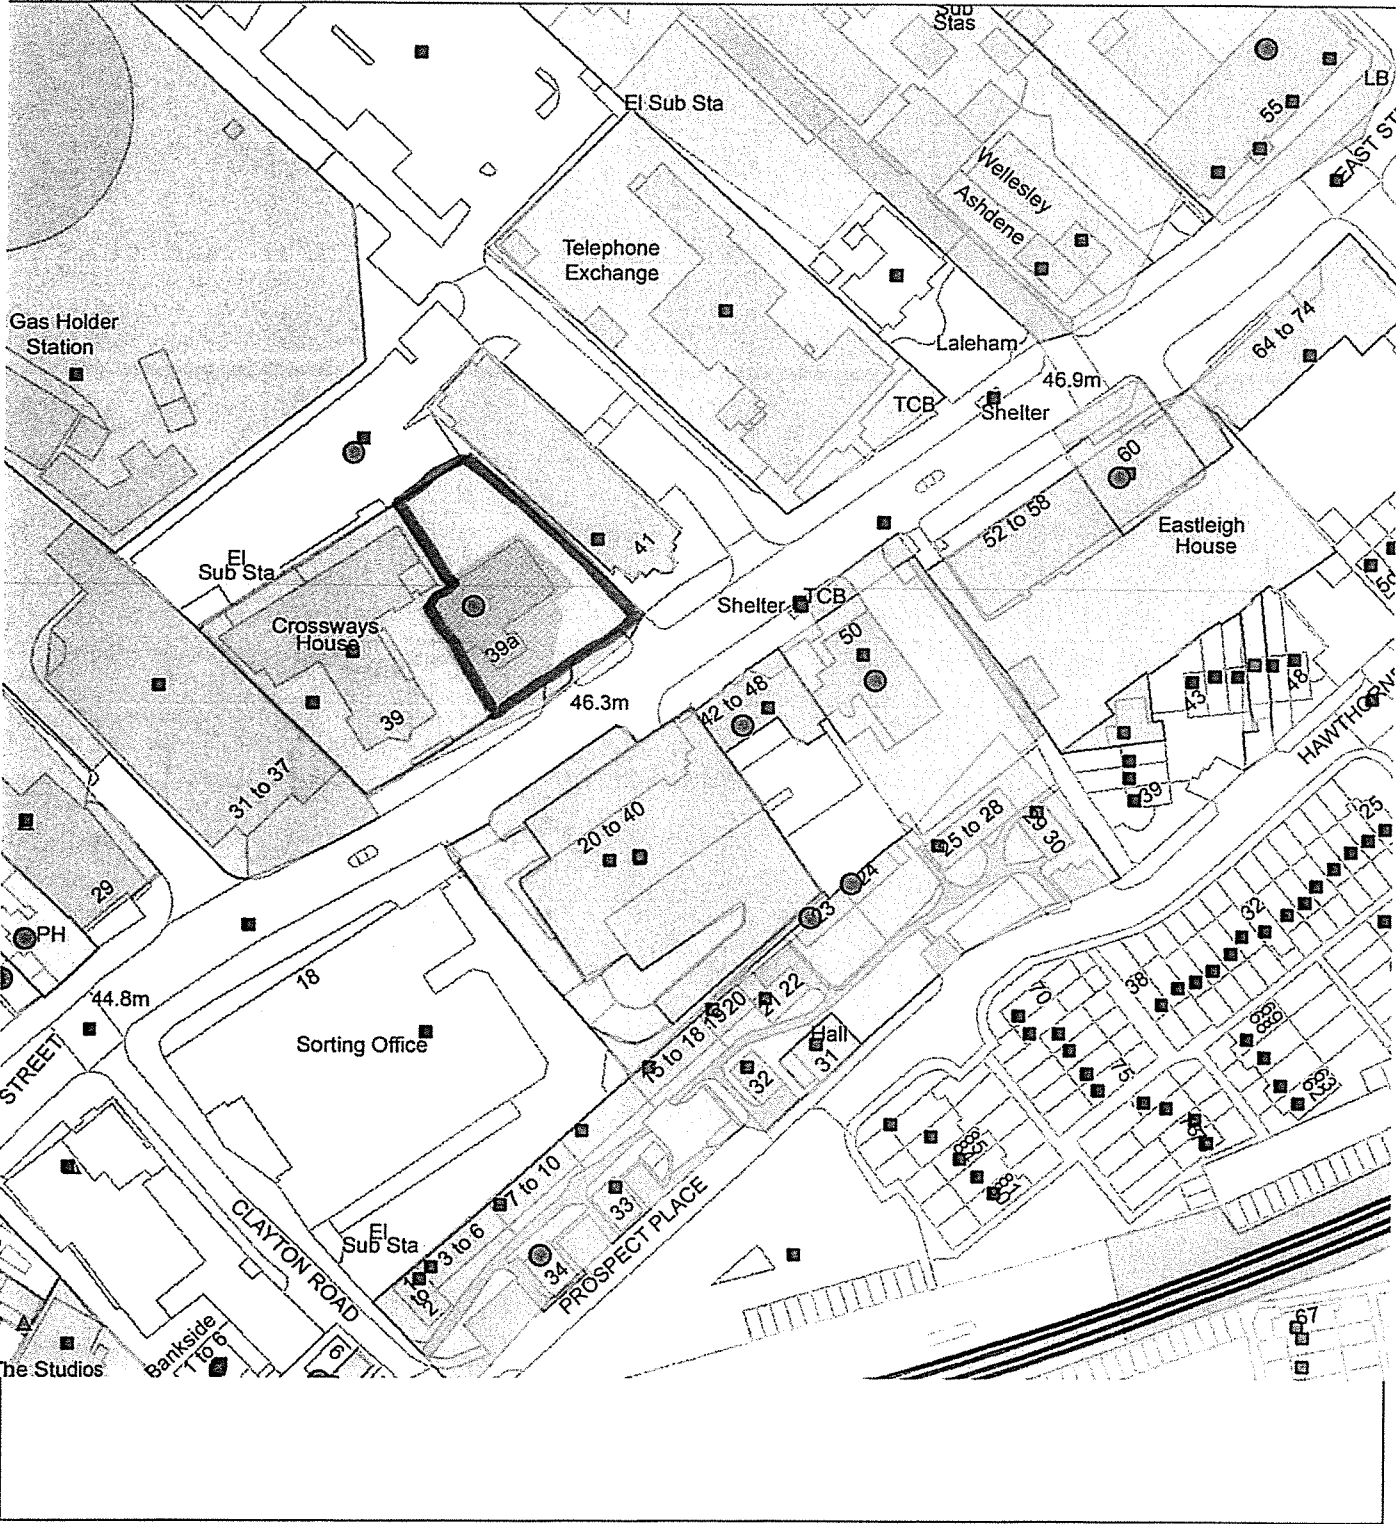 Sub
Stas
LB
El Sub Sta
55
EAST ST
Wellesley
Ashdene
Telephone
Exchange
Gas Holder
Station
Laleham
64 to 74
46.9m
TCB
Shelter
60
52 to 58
Eastleigh
House
41
El
Sub Sta
Shelter
TCB
Crossways
House
39a
50
39
46.3m
42 to 48
43
48
HAWTHORN
31 to 37
39
20 to 40
25 to 28
29 30
25
29
24
23
PH
32
18
44.8m
38
70
21 22
19 20
Sorting Office
Hall
31
15 to 18
32
75
STREET
7 to 10
33
PROSPECT PLACE
El
Sub Sta
3 to 6
34
CLAYTON ROAD
67
Bankside
1 to 6
6
The Studios